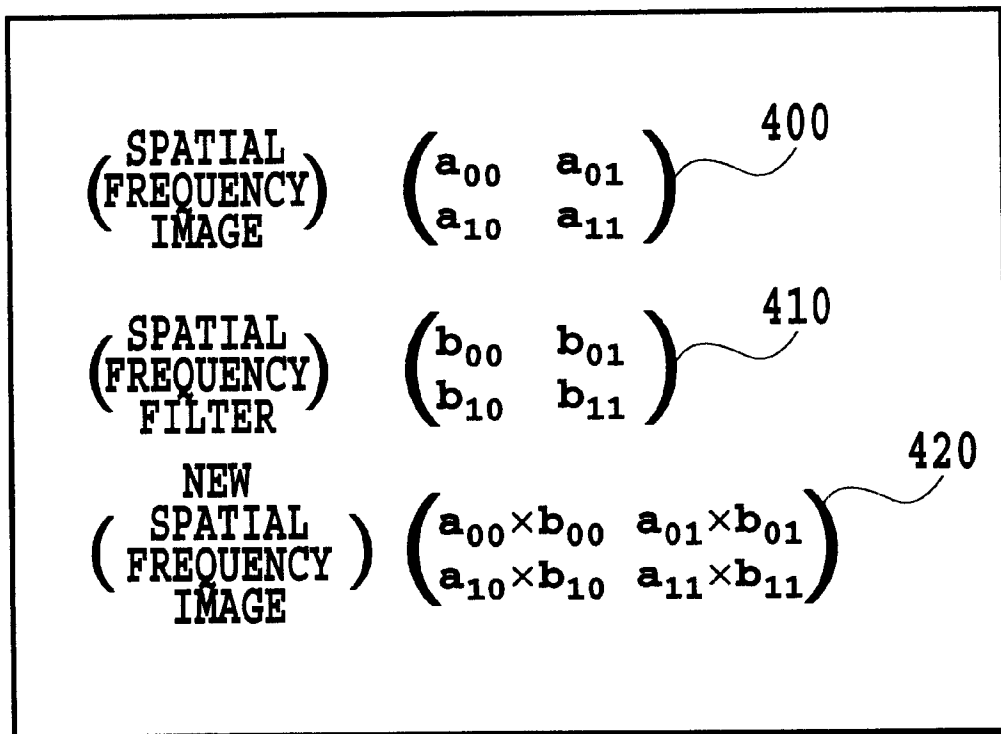 400
(SPATIAL
FREQUENCY
IMAGE)
(a₀₀ a₀₁
a₁₀ a₁₁)
410
(SPATIAL
FREQUENCY
FILTER)
(b₀₀ b₀₁
b₁₀ b₁₁)
420
(NEW
SPATIAL
FREQUENCY
IMAGE)
(a₀₀×b₀₀ a₀₁×b₀₁
a₁₀×b₁₀ a₁₁×b₁₁)